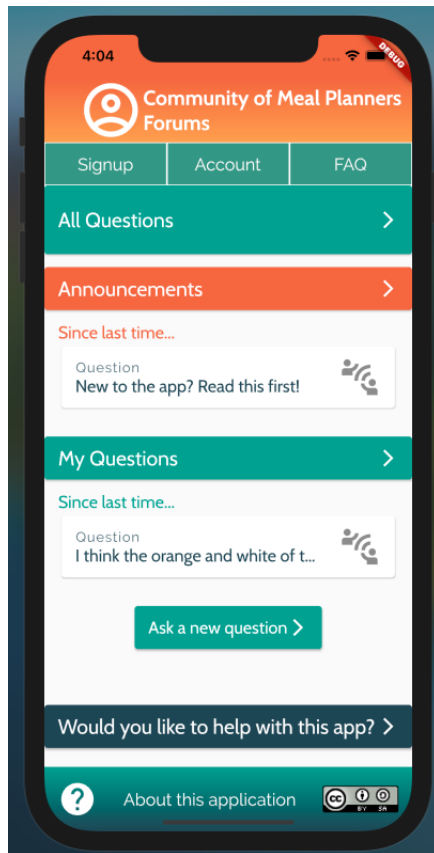 4:04
DEBUG
Community of Meal Planners
Forums
Signup
Account
FAQ
All Questions
Announcements
Since last time...
Question
New to the app? Read this first!
My Questions
Since last time...
Question
I think the orange and white of t...
Ask a new question
Would you like to help with this app?
?
About this application
cc
BY SA